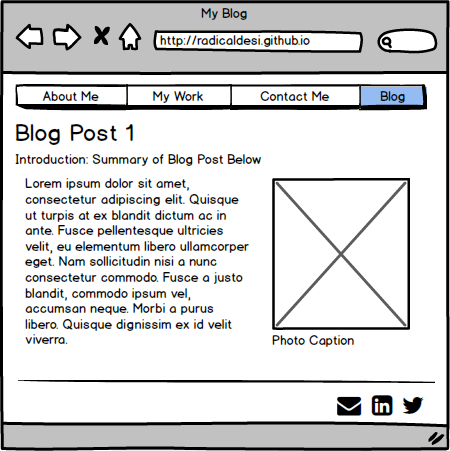 My Blog
http://radicaldesi.github.io
About Me
My Work
Contact Me
Blog
Blog Post 1
Introduction: Summary of Blog Post Below
Lorem ipsum dolor sit amet,
consectetur adipiscing elit. Quisque
ut turpis at ex blandit dictum ac in
ante. Fusce pellentesque ultricies
velit, eu elementum libero ullamcorper
eget. Nam sollicitudin nisi a nunc
consectetur commodo. Fusce a justo
blandit, commodo ipsum vel,
accumsan neque. Morbi a purus
libero. Quisque dignissim ex id velit
viverra.
Photo Caption
in